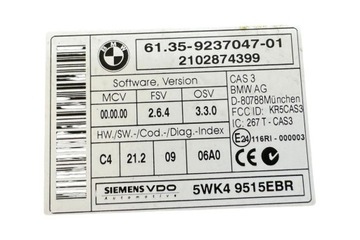 BMW
61.35-9237047-01
2102874399
Software, Version
MCV FSV OSV
00.00.00 2.6.4 3.3.0
HW./SW.-/Cod.-/Diag.-Index
C4 21.2 09 06A0
CAS 3
BMW AG
D-80788München
FCC ID: KR5CAS3
IC: 267 T-CAS3
E24 116RI - 000003
SIEMENS VDO
Automotive
5WK4 9515EBR